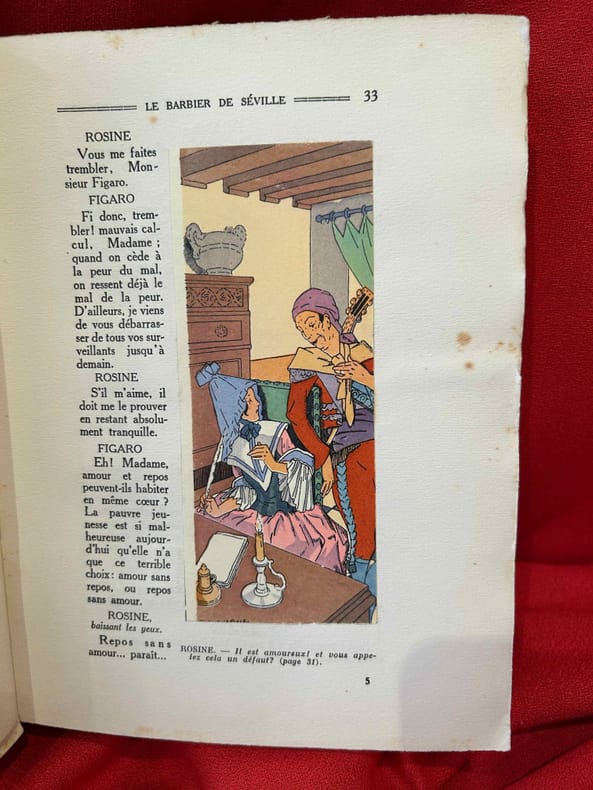 LE BARBIER DE SÉVILLE 33
ROSINE
Vous me faites
trembler, Mon-
sieur Figaro.
FIGARO
Fi donc, trem-
bler! mauvais cal-
cul, Madame ;
quand on cède à
la peur du mal,
on ressent déjà le
mal de la peur.
D'ailleurs, je viens
de vous débarras-
ser de tous vos sur-
veillants jusqu'à
demain.
ROSINE
S'il m'aime, il
doit me le prouver
en restant absolu-
ment tranquille.
FIGARO
Eh! Madame,
amour et repos
peuvent-ils habiter
en même cœur ?
La pauvre jeu-
nesse est si mal-
heureuse aujour-
d'hui qu'elle n'a
que ce terrible
choix : amour sans
repos, ou repos
sans amour.
ROSINE,
baissant les yeux.
Repos sans
amour... paraît...
ROSINE. — Il est amoureux! et vous appe-
lez cela un défaut? (page 31).
5